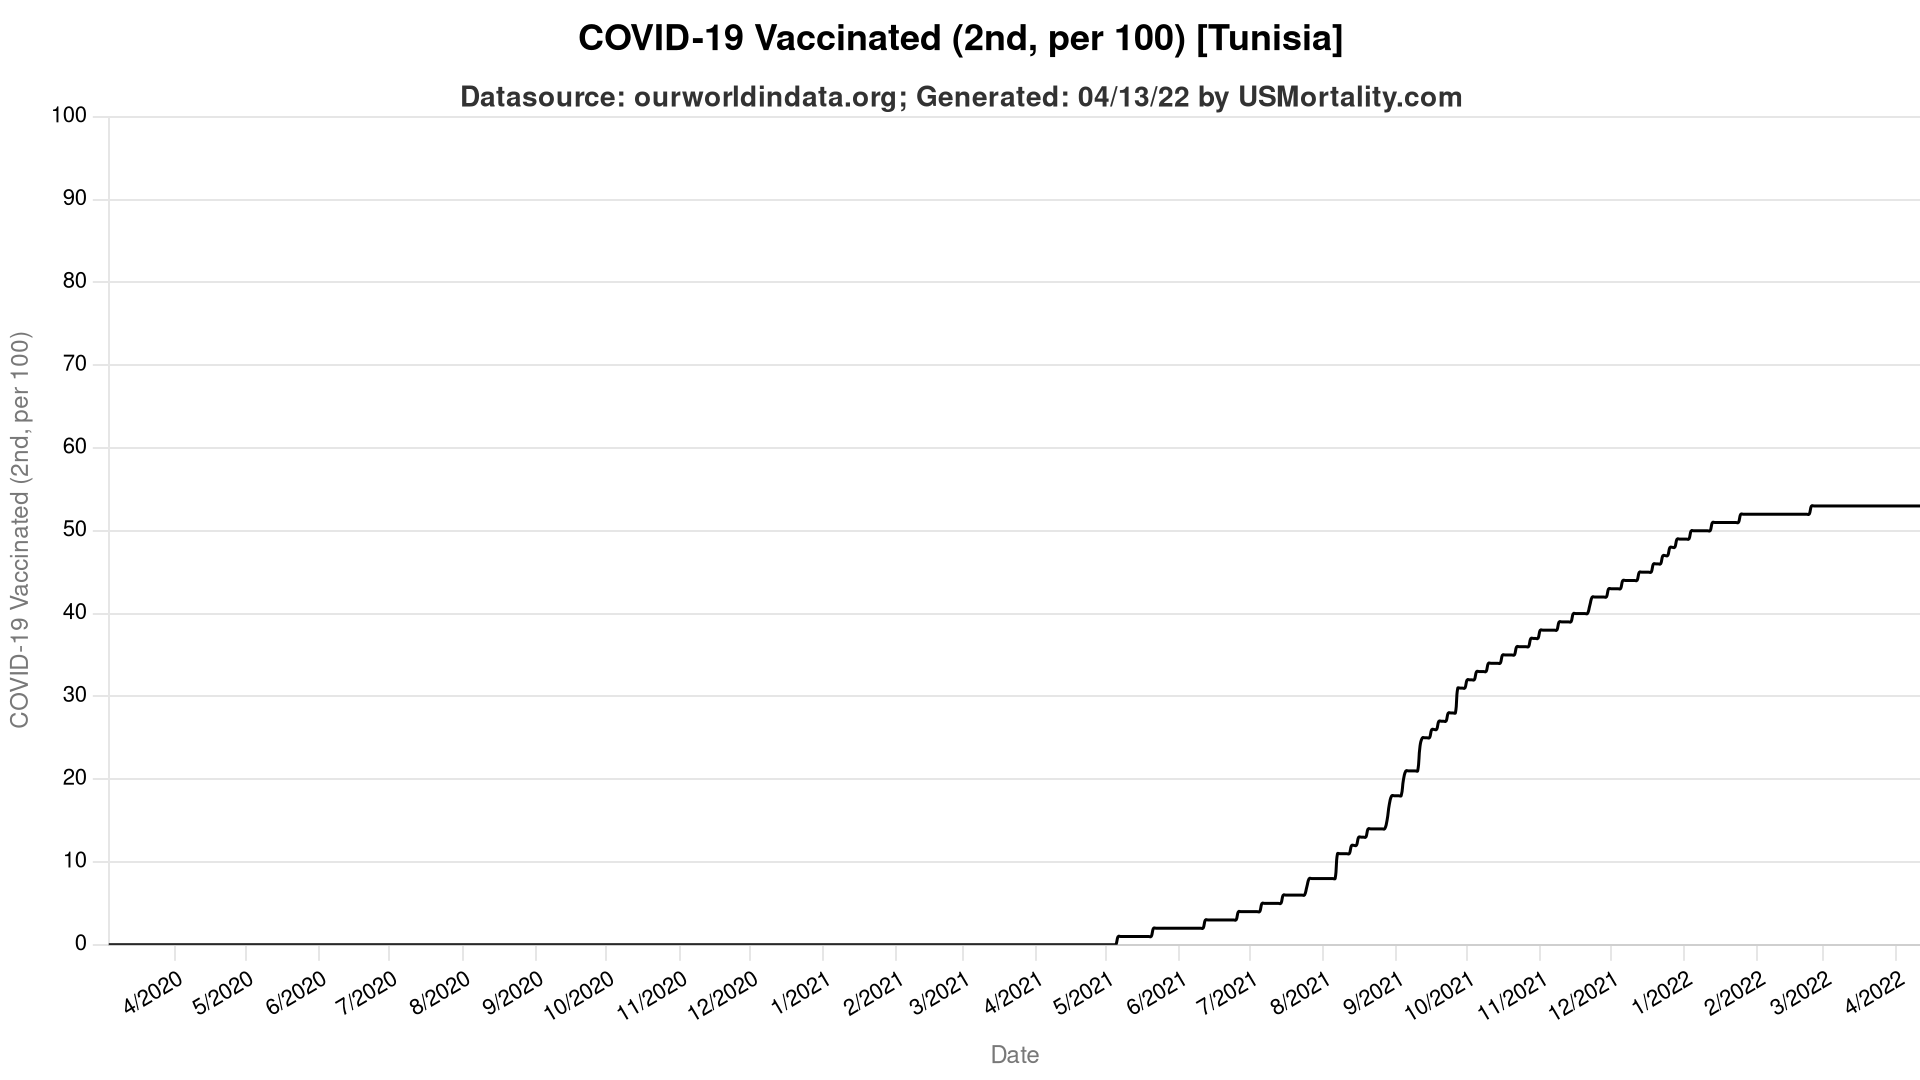 COVID-19 Vaccinated (2nd, per 100) [Tunisia]
Datasource: ourworldindata.org; Generated: 04/13/22 by USMortality.com
COVID-19 Vaccinated (2nd, per 100)
100
90
80
70
60
50
40
30
20
10
0
4/2020 5/2020 6/2020 7/2020 8/2020 9/2020 10/2020 11/2020 12/2020 1/2021 2/2021 3/2021 4/2021 5/2021 6/2021 7/2021 8/2021 9/2021 10/2021 11/2021 12/2021 1/2022 2/2022 3/2022 4/2022
Date